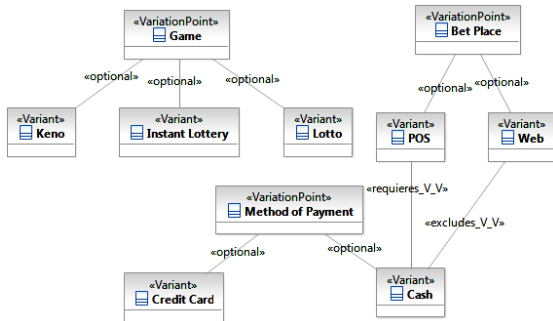 «VariationPoint»
Game
«VariationPoint»
Bet Place
«optional»
«optional»
«optional»
«optional»
«optional»
«Variant»
Keno
«Variant»
Instant Lottery
«Variant»
Lotto
«Variant»
POS
«Variant»
Web
«requieres_V_V»
«VariationPoint»
Method of Payment
«excludes_V_V»
«optional»
«optional»
«Variant»
Credit Card
«Variant»
Cash